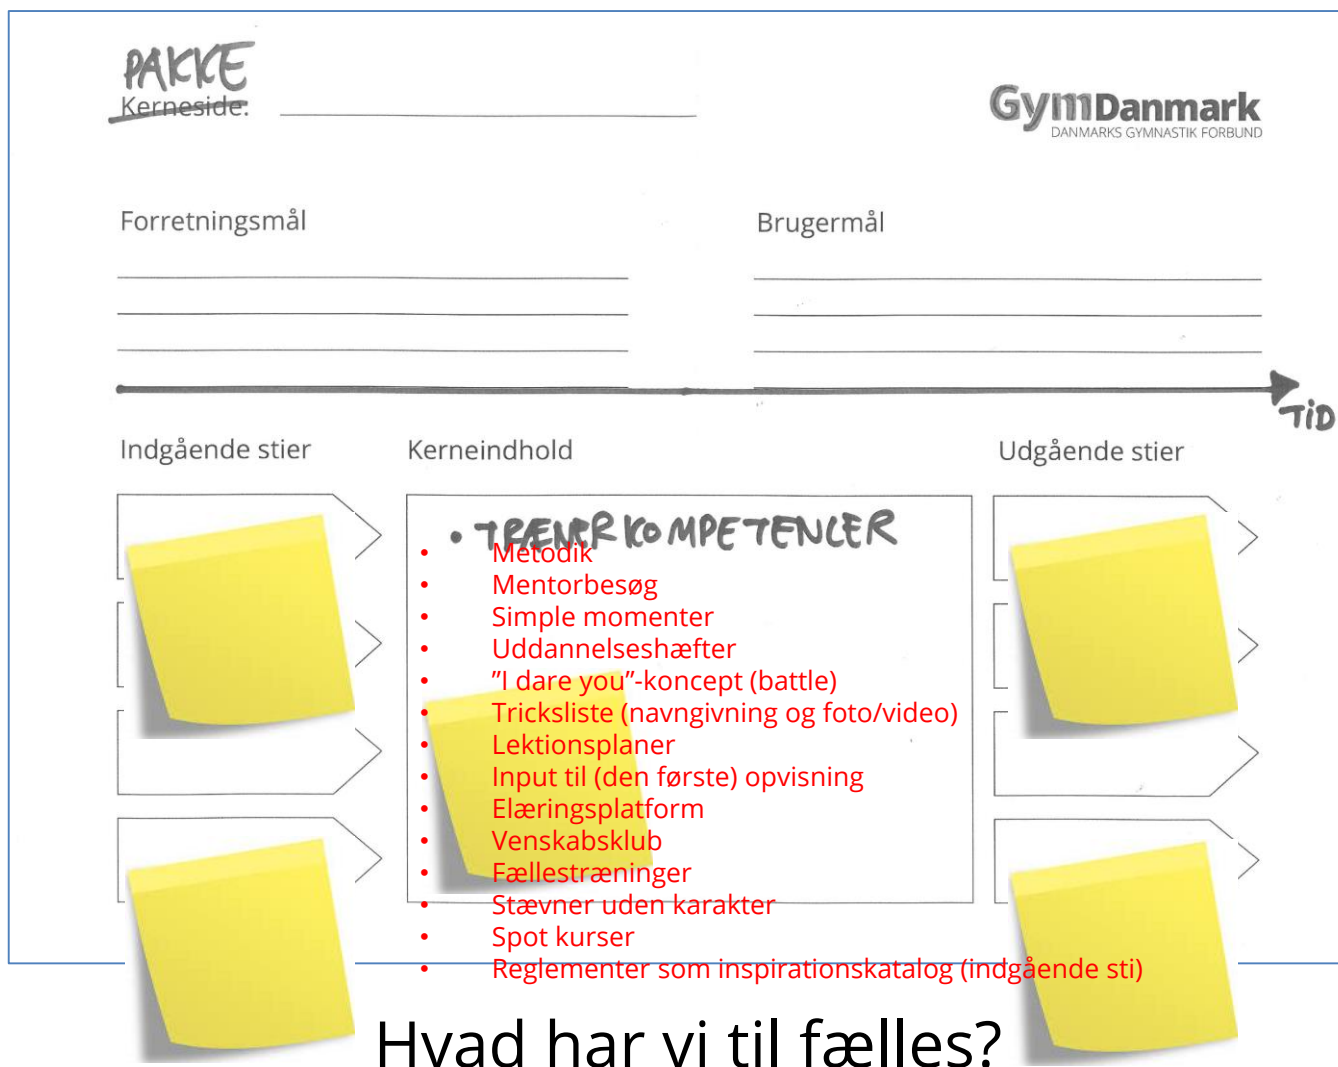 PAKKE
Kerneside:
GymDanmark
DANMARKS GYMNASTIK FORBUND
Forretningsmål
Brugermål
TiD
Indgående stier
Kerneindhold
Udgående stier
• TRÆNERKOMPETENCER
• Metodik
• Mentorbesøg
• Simple momenter
• Uddannelseshæfter
• ”I dare you”-koncept (battle)
• Tricksliste (navngivning og foto/video)
• Lektionsplaner
• Input til (den første) opvisning
• Elæringsplatform
• Venskabsklub
• Fællestræninger
• Stævner uden karakter
• Spot kurser
• Reglementer som inspirationskatalog (indgående sti)
Hvad har vi til fælles?